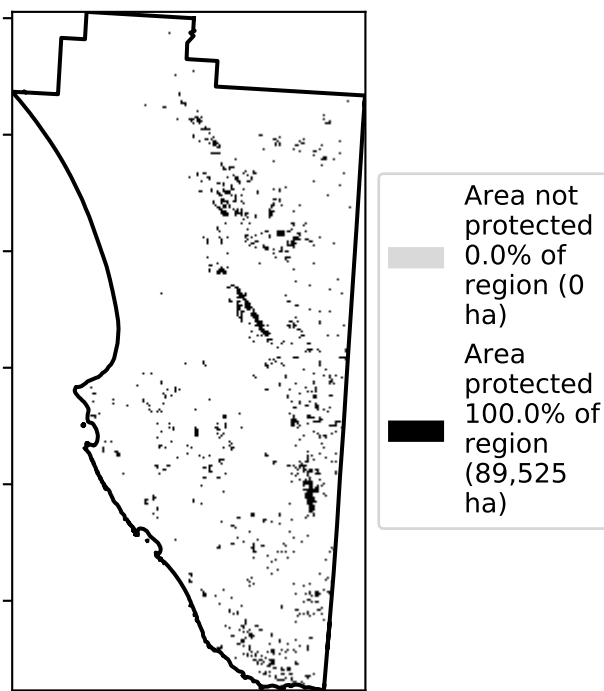 Area not
protected
0.0% of
region (0
ha)
Area
protected
100.0% of
region
(89,525
ha)